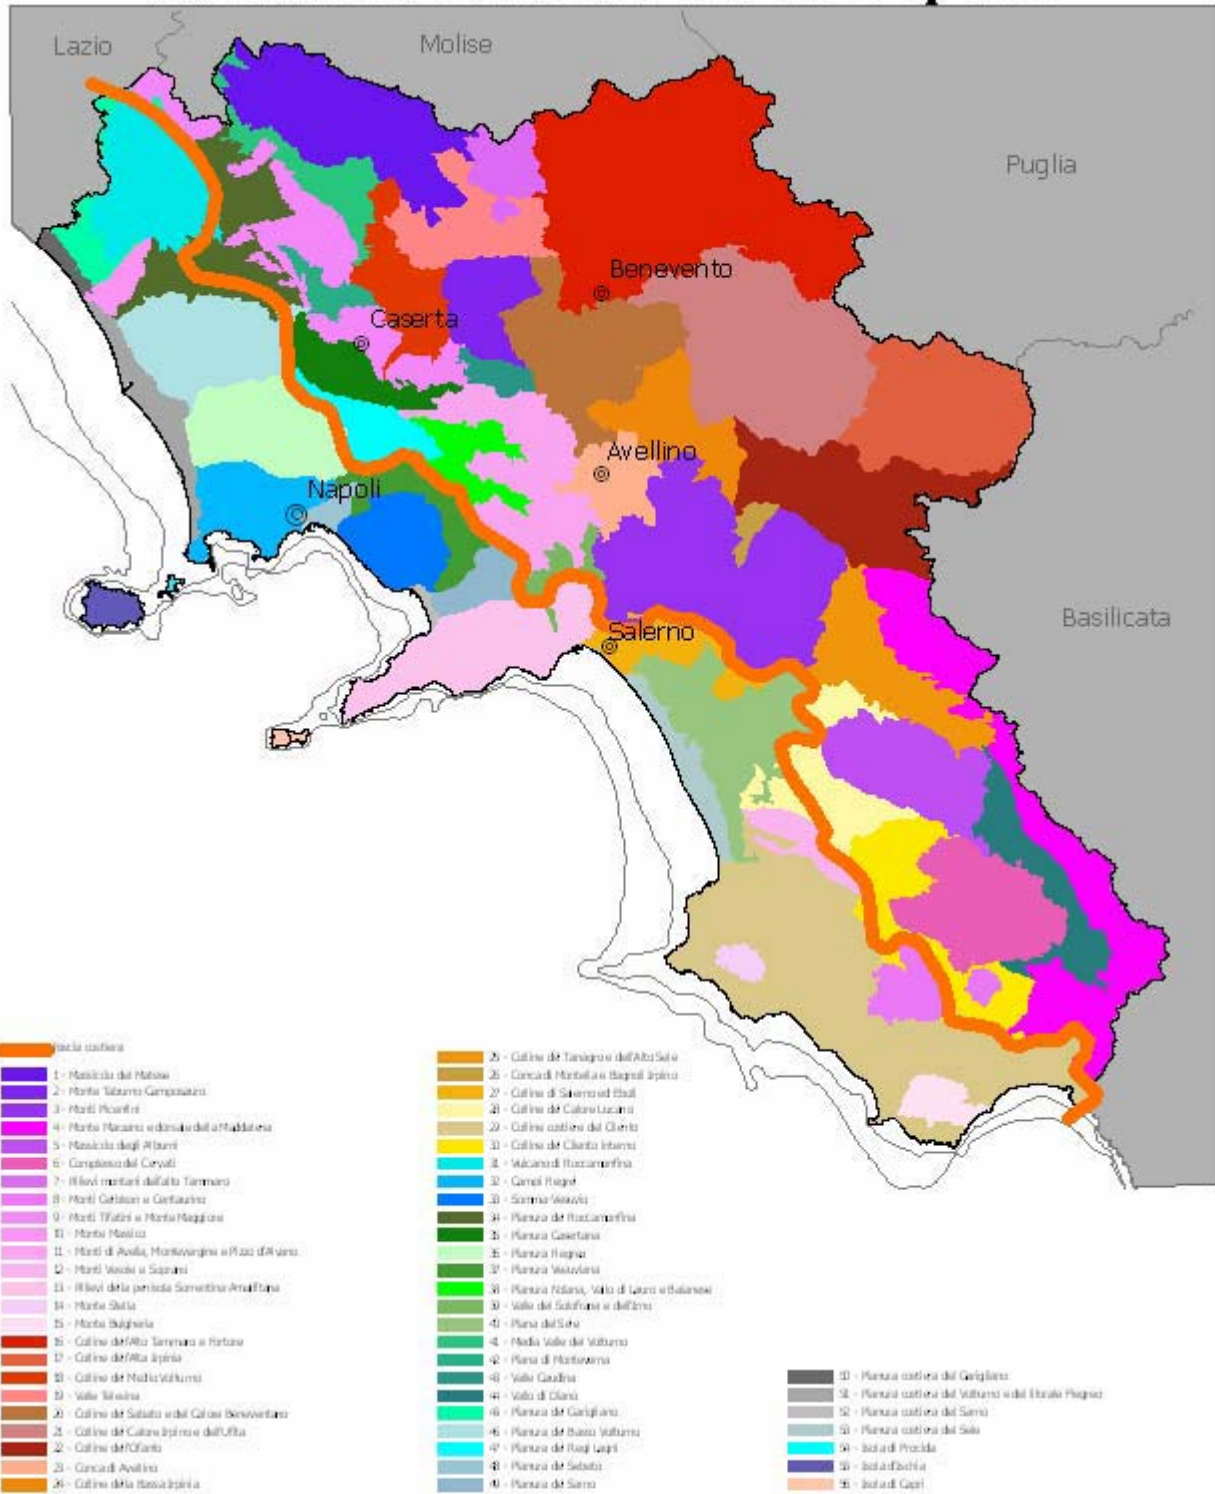 Lazio
Molise
Puglia
Benevento
Caserta
Avellino
Napoli
Basilicata
Salerno
fascia costiera
1 - Massiccio del Matese
2 - Monte Taburno Camposauro
3 - Monti Picentini
4 - Monte Marzano e dorsale della Maddalena
5 - Massiccio degli Alburni
6 - Complesso del Cervati
7 - Rilievi montani dell'alto Tammaro
8 - Monti Gelbison e Centaurino
9 - Monti Tifatini e Monte Maggiore
10 - Monte Massico
11 - Monti di Avella, Montevergine e Pizzo d'Alvano
12 - Monti Vesole e Soprano
13 - Rilievi della penisola Sorrentina-Amalfitana
14 - Monte Stella
15 - Monte Bulgheria
16 - Colline dell'Alto Tammaro e Fortore
17 - Colline dell'Alta Irpinia
18 - Colline del Medio Volturno
19 - Valle Telesina
20 - Colline del Sabato e del Calore Beneventano
21 - Colline del Calore Irpino e dell'Ufita
22 - Colline dell'Ofanto
23 - Conca di Avellino
24 - Colline della Bassa Irpinia
25 - Colline del Tanagro e dell'Alto Sele
26 - Conca di Montella e Bagnoli Irpino
27 - Colline di Salerno ed Eboli
28 - Colline del Calore Lucano
29 - Colline costiere del Cilento
30 - Colline del Cilento Interno
31 - Vulcano di Roccamonfina
32 - Campi Flegrei
33 - Somma-Vesuvio
34 - Pianura di Roccamonfina
35 - Pianura Casertana
36 - Pianura Flegrea
37 - Pianura Vesuviana
38 - Pianura Nolana, Vallo di Lauro e Baianese
39 - Valle del Solofrana e dell'Irno
40 - Piana del Sele
41 - Media Valle del Volturno
42 - Piana di Monteverna
43 - Valle Caudina
44 - Vallo di Diano
45 - Pianura del Garigliano
46 - Pianura del Basso Volturno
47 - Pianura dei Regi Lagni
48 - Pianura del Sebeto
49 - Pianura del Sarno
50 - Pianura costiera del Garigliano
51 - Pianura costiera del Volturno e del litorale Flegreo
52 - Pianura costiera del Sarno
53 - Pianura costiera del Sele
54 - Isola di Procida
55 - Isola d'Ischia
56 - Isola di Capri